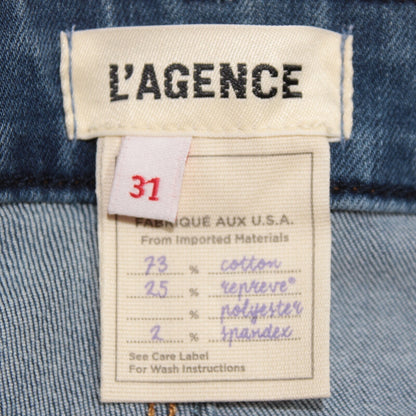 L'AGENCE
31
FABRIQUÉ AUX U.S.A.
From Imported Materials
73 % cotton
25 % repreve®
% polyester
2 % spandex
See Care Label
For Wash Instructions